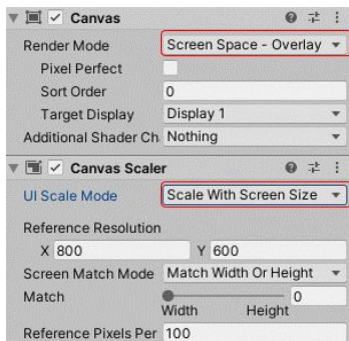 Canvas
Render Mode Screen Space - Overlay
Pixel Perfect
Sort Order 0
Target Display Display 1
Additional Shader Ch Nothing
Canvas Scaler
UI Scale Mode Scale With Screen Size
Reference Resolution
X 800 Y 600
Screen Match Mode Match Width Or Height
Match 0
Width Height
Reference Pixels Per 100